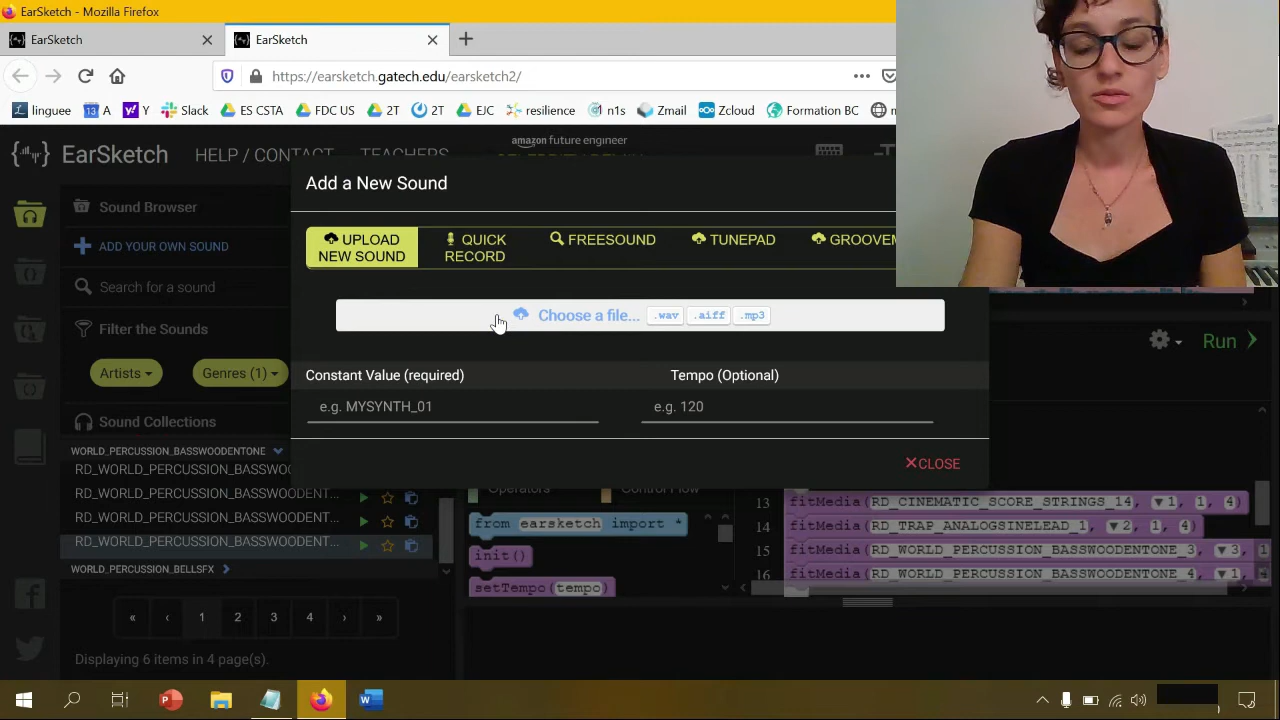 EarSketch - Mozilla Firefox
EarSketch
EarSketch
https://earsketch.gatech.edu/earsketch2/
linguee
13 A
Y
Slack
ES CSTA
FDC US
2T
2T
EJC
resilience
n1s
Zmail
Zcloud
Formation BC
EarSketch
HELP / CONTACT
TEACHERS
amazon future engineer
Add a New Sound
Sound Browser
ADD YOUR OWN SOUND
Search for a sound
Filter the Sounds
Artists
Genres (1)
Sound Collections
WORLD_PERCUSSION_BASSWOODENTONE
RD_WORLD_PERCUSSION_BASSWO
RD_WORLD_PERCUSSION_BASSWOODENT...
RD_WORLD_PERCUSSION_BASSWOODENT...
RD_WORLD_PERCUSSION_BASSWOODENT...
WORLD_PERCUSSION_BELLSFX
« ‹ 1 2 3 4 › »
Displaying 6 items in 4 page(s).
UPLOAD NEW SOUND
QUICK RECORD
FREESOUND
TUNEPAD
GROOVEM
Choose a file... .wav .aiff .mp3
Constant Value (required)
Tempo (Optional)
e.g. MYSYNTH_01
e.g. 120
CLOSE
Run
Operators
Control Flow
from earsketch import *
init()
setTempo(tempo)
13 fitMedia(RD_CINEMATIC_SCORE_STRINGS_14, 1, 1, 4)
14 fitMedia(RD_TRAP_ANALOGSINELEAD_1, 2, 1, 4)
15 fitMedia(RD_WORLD_PERCUSSION_BASSWOODENTONE_3, 3, 1
16 fitMedia(RD_WORLD_PERCUSSION_BASSWOODENTONE_4, 1,